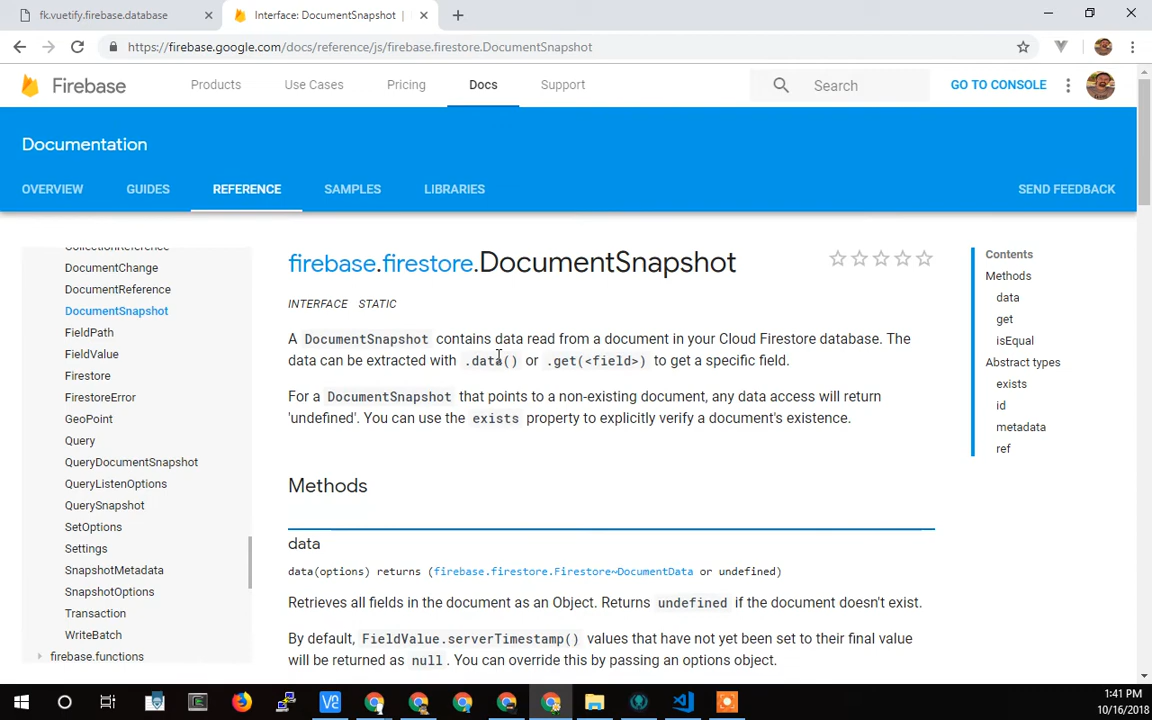 fk.vuetify.firebase.database
Interface: DocumentSnapshot |
https://firebase.google.com/docs/reference/js/firebase.firestore.DocumentSnapshot
Firebase
Products
Use Cases
Pricing
Docs
Support
Search
GO TO CONSOLE
Documentation
OVERVIEW
GUIDES
REFERENCE
SAMPLES
LIBRARIES
SEND FEEDBACK
CollectionReference
DocumentChange
DocumentReference
DocumentSnapshot
FieldPath
FieldValue
Firestore
FirestoreError
GeoPoint
Query
QueryDocumentSnapshot
QueryListenOptions
QuerySnapshot
SetOptions
Settings
SnapshotMetadata
SnapshotOptions
Transaction
WriteBatch
firebase.functions
firebase.firestore.DocumentSnapshot
INTERFACE STATIC
A DocumentSnapshot contains data read from a document in your Cloud Firestore database. The
data can be extracted with .data() or .get(<field>) to get a specific field.
For a DocumentSnapshot that points to a non-existing document, any data access will return
'undefined'. You can use the exists property to explicitly verify a document's existence.
Methods
data
data(options) returns (firebase.firestore.Firestore~DocumentData or undefined)
Retrieves all fields in the document as an Object. Returns undefined if the document doesn't exist.
By default, FieldValue.serverTimestamp() values that have not yet been set to their final value
will be returned as null. You can override this by passing an options object.
Contents
Methods
data
get
isEqual
Abstract types
exists
id
metadata
ref
1:41 PM
10/16/2018